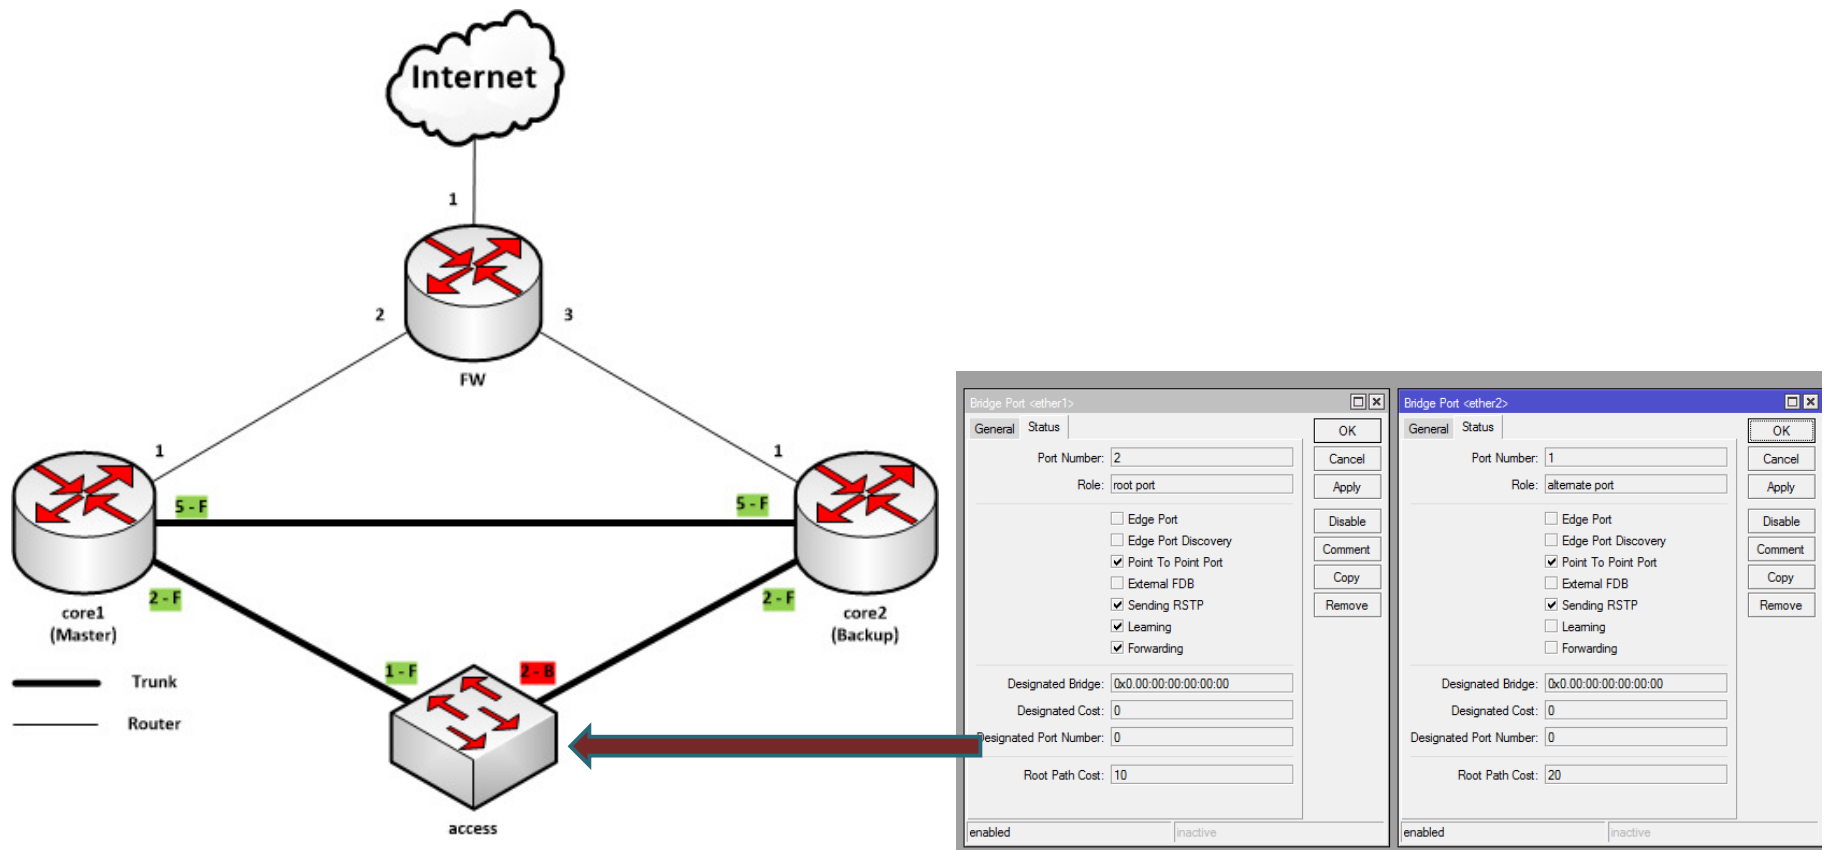 Internet
1
2
3
FW
1
1
5 - F
5 - F
2 - F
2 - F
core1
(Master)
core2
(Backup)
1 - F
2 - B
Trunk
Router
access
Bridge Port <ether1>
General
Status
OK
Port Number: 2
Cancel
Role: root port
Apply
Edge Port
Disable
Edge Port Discovery
Comment
Point To Point Port
External FDB
Copy
Sending RSTP
Remove
Learning
Forwarding
Designated Bridge: 0x0.00:00:00:00:00:00
Designated Cost: 0
Designated Port Number: 0
Root Path Cost: 10
enabled
inactive
Bridge Port <ether2>
General
Status
OK
Port Number: 1
Cancel
Role: alternate port
Apply
Edge Port
Disable
Edge Port Discovery
Comment
Point To Point Port
External FDB
Copy
Sending RSTP
Remove
Learning
Forwarding
Designated Bridge: 0x0.00:00:00:00:00:00
Designated Cost: 0
Designated Port Number: 0
Root Path Cost: 20
enabled
inactive